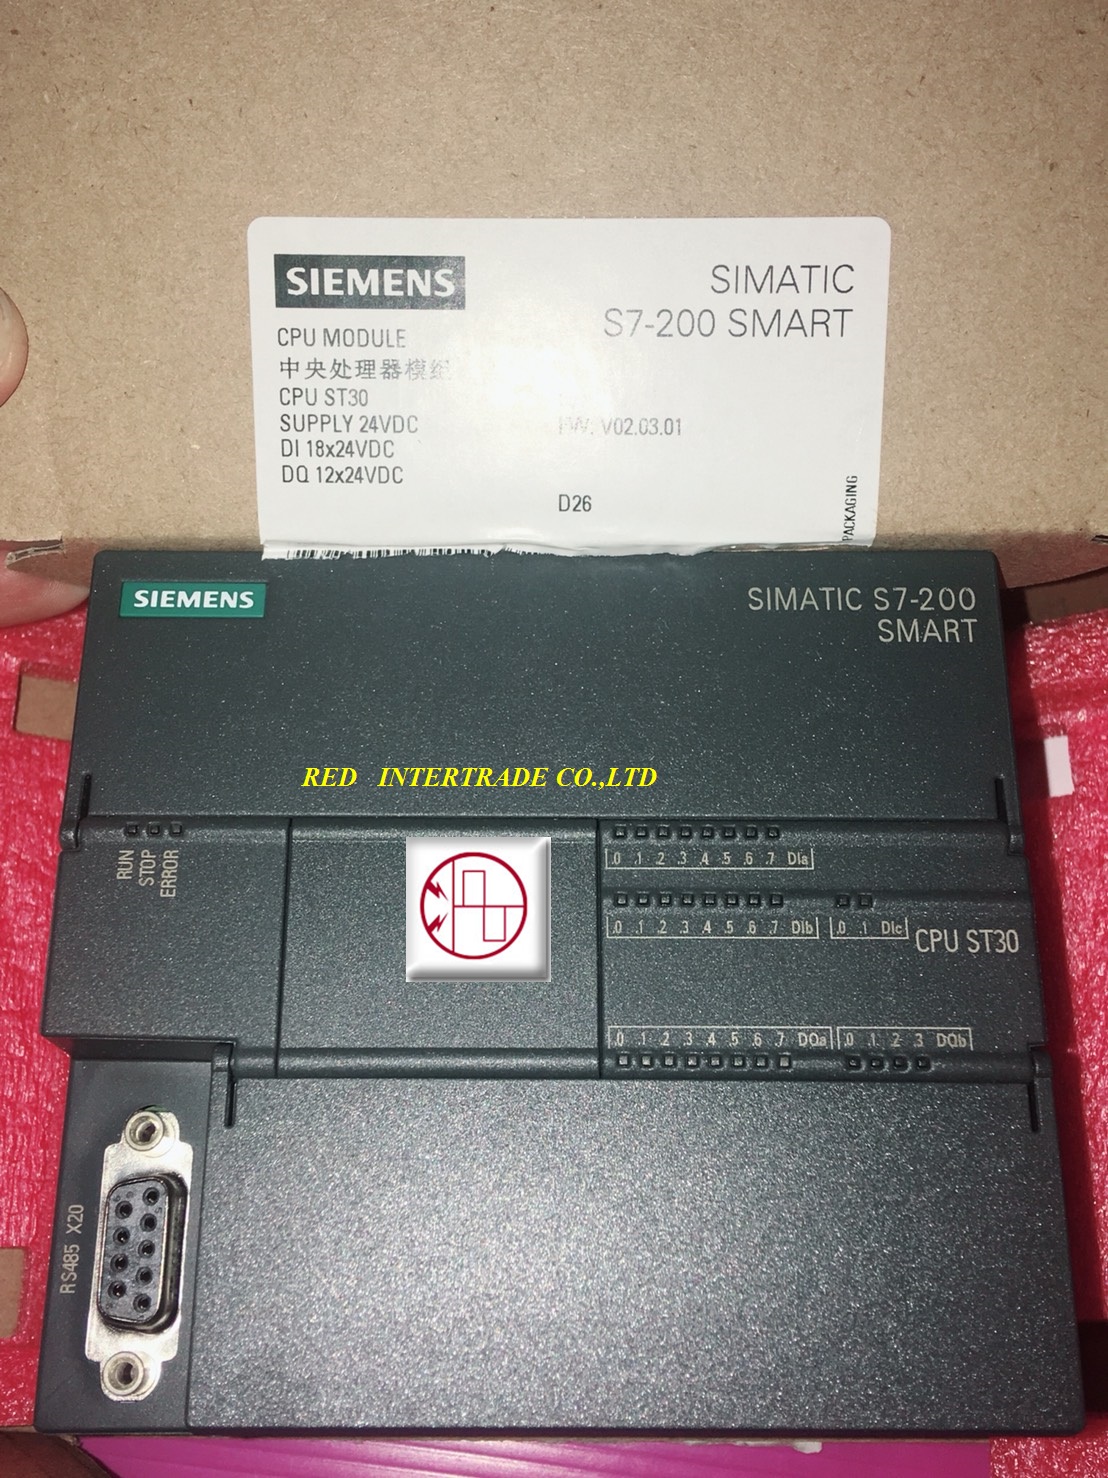 SIEMENS
SIMATIC
S7-200 SMART
CPU MODULE
中央处理器模组
CPU ST30
SUPPLY 24VDC
V02.03.01
DI 18x24VDC
DQ 12x24VDC
D26
PACKAGING
SIEMENS
SIMATIC S7-200
SMART
RED INTERTRADE CO.,LTD
RUN
STOP
ERROR
.0 .1 .2 .3 .4 .5 .6 .7 DIa
.0 .1 .2 .3 .4 .5 .6 .7 DIb .0 .1 DIc
CPU ST30
.0 .1 .2 .3 .4 .5 .6 .7 DQa .0 .1 .2 .3 DQb
RS485 X20